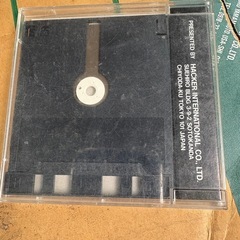 PRESENTED BY
HACKER INTERNATIONAL CO., LTD.
SUEHIRO BLDG 3-9-2 SOTOKANDA
CHIYODA-KU TOKYO 101 JAPAN